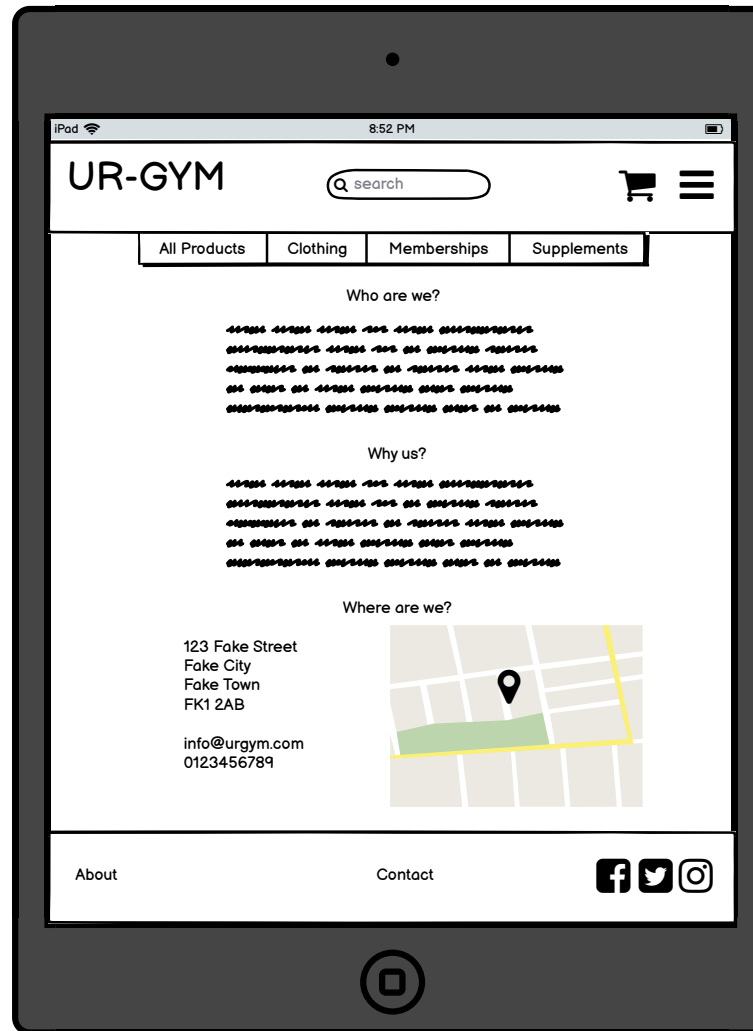 iPad 8:52 PM
UR-GYM
search
All Products Clothing Memberships Supplements
Who are we?
Why us?
Where are we?
123 Fake Street
Fake City
Fake Town
FK1 2AB
info@urgym.com
0123456789
About Contact